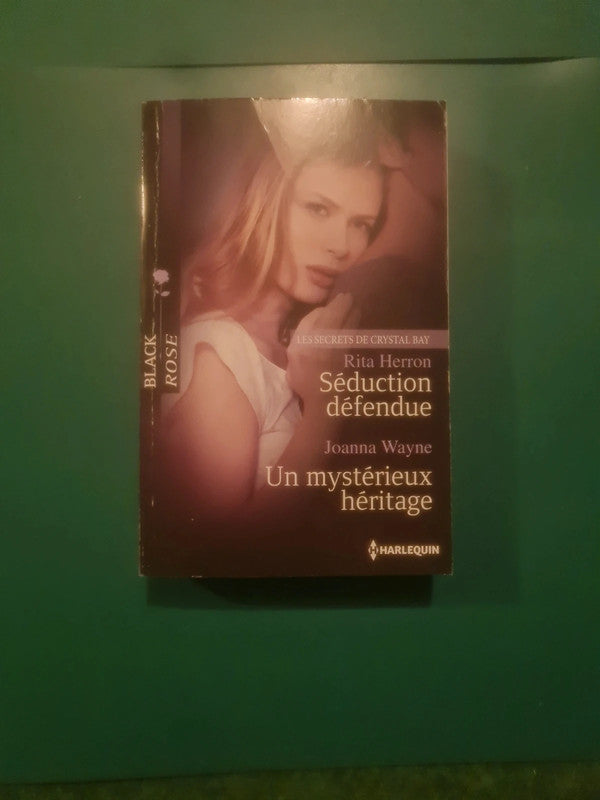 BLACK
ROSE
LES SECRETS DE CRYSTAL BAY
Rita Herron
Séduction
défendue
Joanna Wayne
Un mystérieux
héritage
H HARLEQUIN